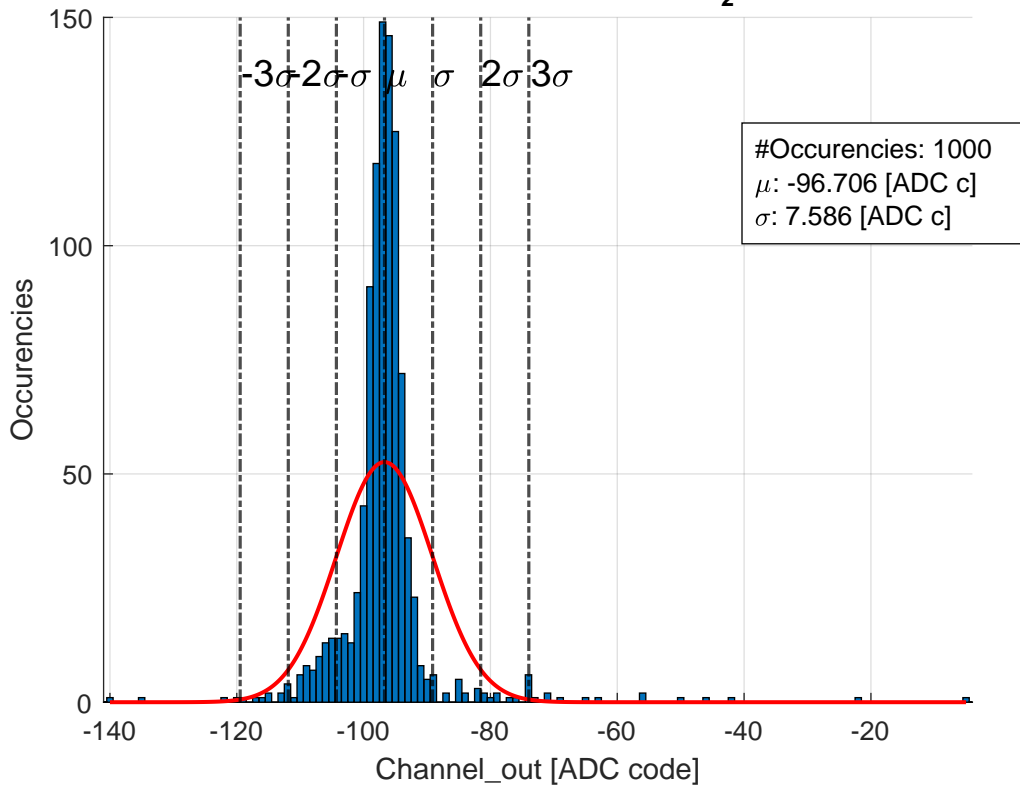 2
150
-3σ -2σ -σ μ σ 2σ 3σ
#Occurencies: 1000
μ: -96.706 [ADC c]
σ: 7.586 [ADC c]
100
Occurencies
50
0
-140 -120 -100 -80 -60 -40 -20
Channel_out [ADC code]